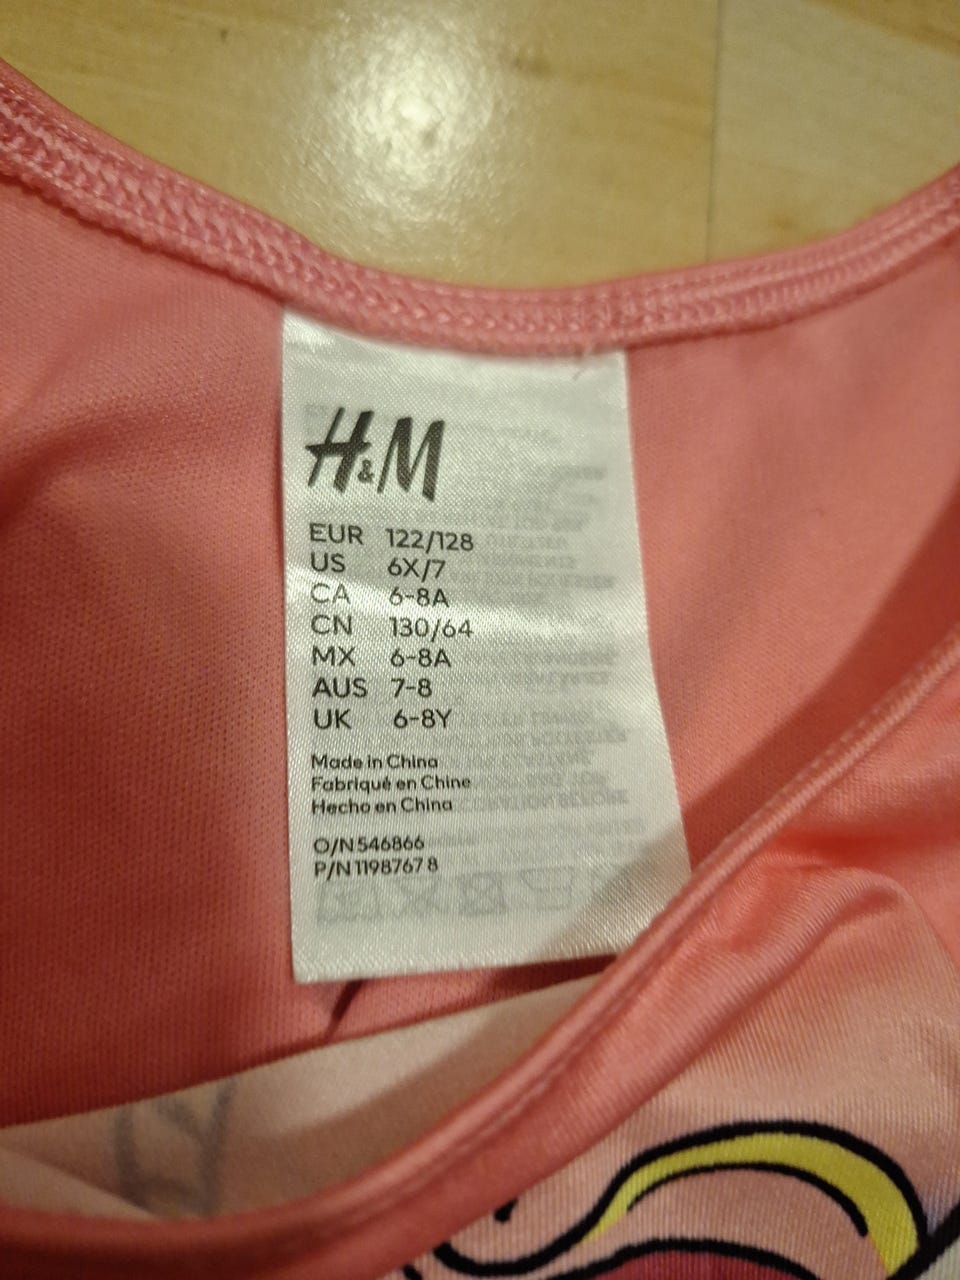 H&M
EUR 122/128
US 6X/7
CA 6-8A
CN 130/64
MX 6-8A
AUS 7-8
UK 6-8Y
Made in China
Fabriqué en Chine
Hecho en China
O/N 546866
P/N 1198767 8